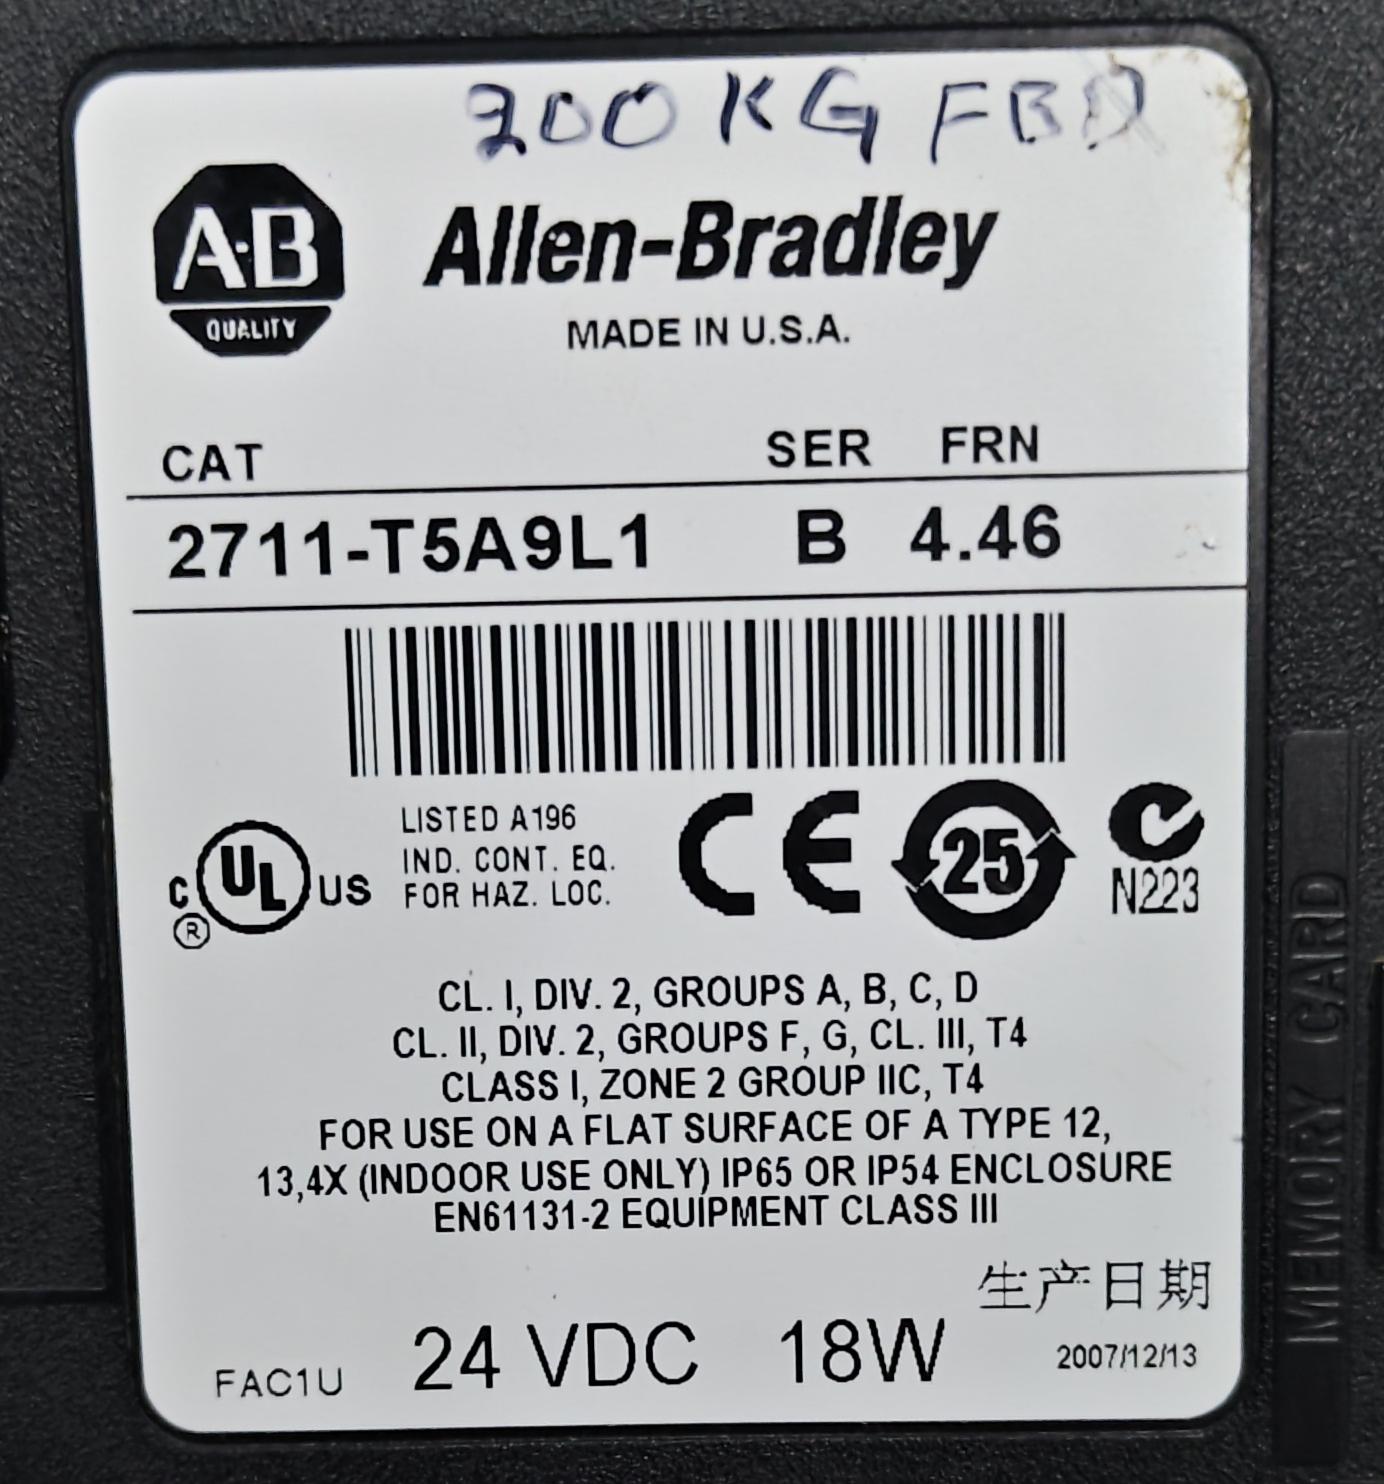 200 KG FBD
A·B
QUALITY
Allen-Bradley
MADE IN U.S.A.
CAT SER FRN
2711-T5A9L1 B 4.46
C UL US ®
LISTED A196
IND. CONT. EQ.
FOR HAZ. LOC.
CE
25
N223
CL. I, DIV. 2, GROUPS A, B, C, D
CL. II, DIV. 2, GROUPS F, G, CL. III, T4
CLASS I, ZONE 2 GROUP IIC, T4
FOR USE ON A FLAT SURFACE OF A TYPE 12,
13,4X (INDOOR USE ONLY) IP65 OR IP54 ENCLOSURE
EN61131-2 EQUIPMENT CLASS III
生产日期
FAC1U 24 VDC 18W 2007/12/13
MEMORY CARD